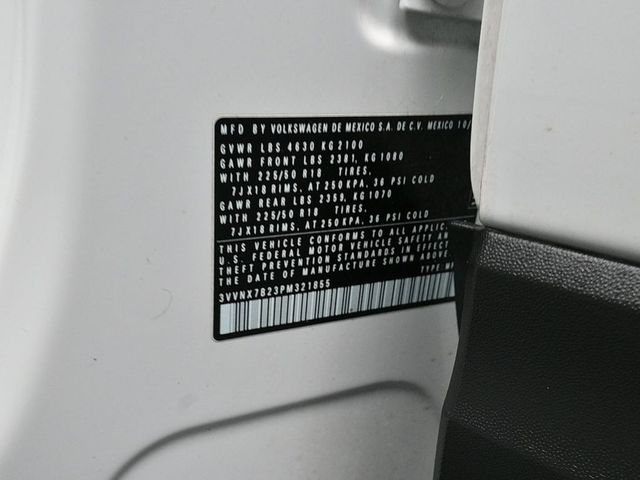 MFD BY VOLKSWAGEN DE MEXICO S.A. DE C.V. MEXICO 10/
GVWR LBS 4630 KG 2100
GAWR FRONT LBS 2381, KG 1080
WITH 225/50 R18 TIRES,
7JX18 RIMS, AT 250 KPA, 36 PSI COLD
GAWR REAR LBS 2359, KG 1070
WITH 225/50 R18 TIRES,
7JX18 RIMS, AT 250 KPA, 36 PSI COLD
THIS VEHICLE CONFORMS TO ALL
U.S. FEDERAL MOTOR VEHICLE SAFETY AN
THEFT PREVENTION STANDARDS IN EFFECT
THE DATE OF MANUFACTURE SHOWN ABOVE.
3VVNX7B23PM321855 TYPE